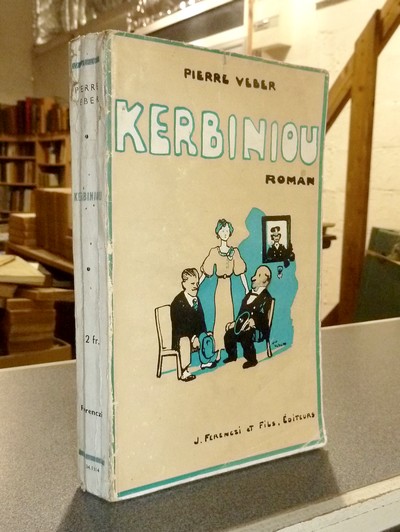 PIERRE VEBER
KERBINIOU
ROMAN
J. FERENCZI ET FILS, ÉDITEURS
PIERRE
VEBER
KERBINIOU
2 fr.
Ferenczi